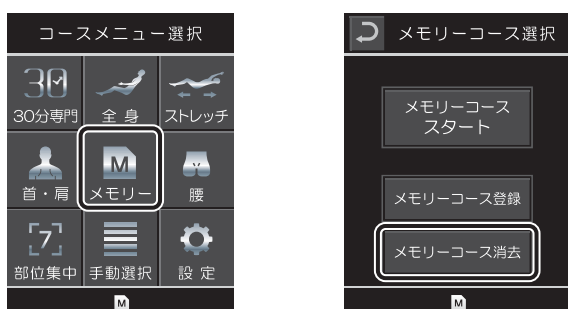 コースメニュー選択
30
30分専門
全身
ストレッチ
首・肩
M
メモリー
腰
7
部位集中
手動選択
設定
M
メモリーコース選択
メモリーコース
スタート
メモリーコース登録
メモリーコース消去
M